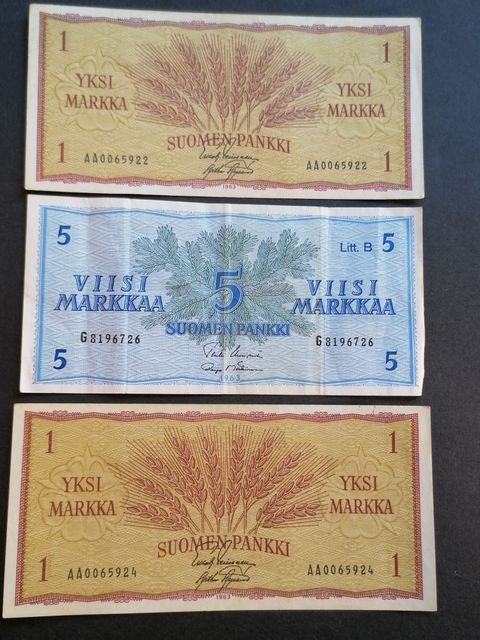 1 1
YKSI YKSI
MARKKA MARKKA
SUOMEN PANKKI
1 AA0065922 AA0065922 1
1963
5 Litt. B 5
VIISI 5 VIISI
MARKKAA MARKKAA
SUOMEN PANKKI
G8196726 G8196726
5 5
1963
1 1
YKSI YKSI
MARKKA MARKKA
SUOMEN PANKKI
1 AA0065924 AA0065924 1
1963